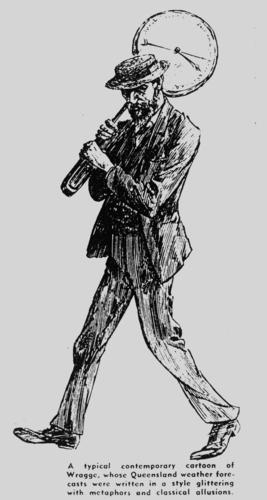 A typical contemporary cartoon of
Wragge, whose Queensland weather fore-
casts were written in a style glittering
with metaphors and classical allusions.